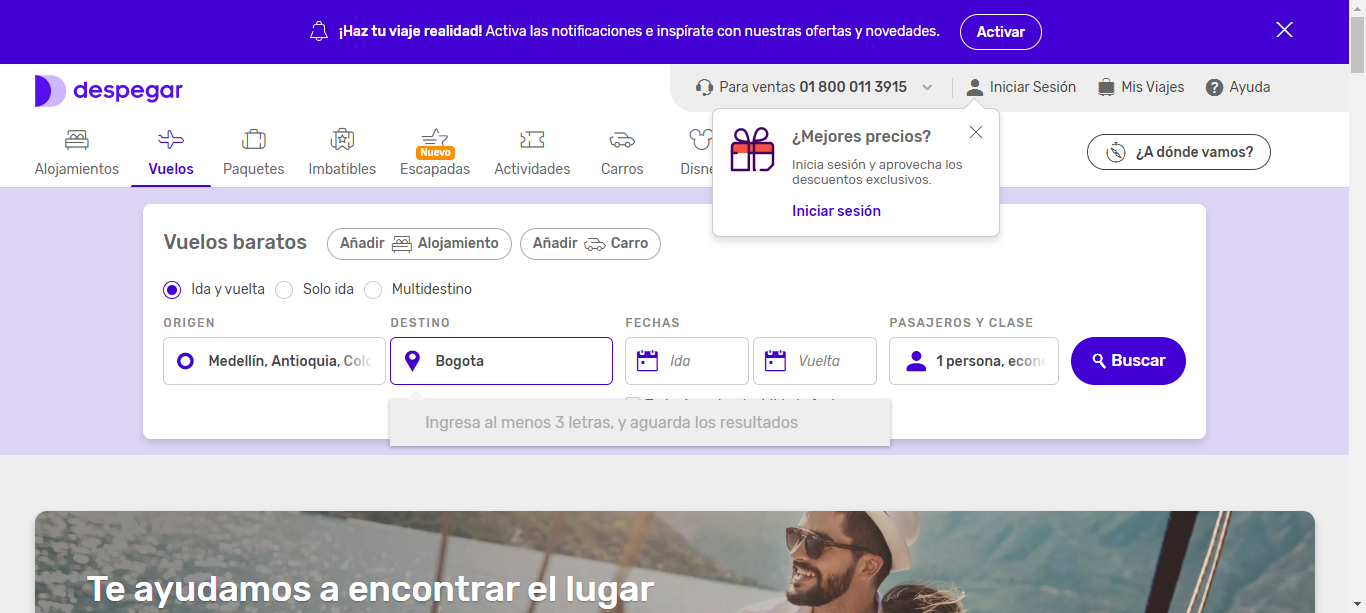 ¡Haz tu viaje realidad! Activa las notificaciones e inspírate con nuestras ofertas y novedades.
Activar
despegar
Para ventas 01 800 011 3915
Iniciar Sesión
Mis Viajes
Ayuda
Alojamientos
Vuelos
Paquetes
Imbatibles
Nuevo
Escapadas
Actividades
Carros
¿Mejores precios?
Inicia sesión y aprovecha los
descuentos exclusivos.
Iniciar sesión
¿A dónde vamos?
Vuelos baratos
Añadir Alojamiento
Añadir Carro
Ida y vuelta
Solo ida
Multidestino
ORIGEN
DESTINO
FECHAS
PASAJEROS Y CLASE
Medellín, Antioquia, Col
Bogota
Ida
Vuelta
1 persona, econ
Buscar
Ingresa al menos 3 letras, y aguarda los resultados
Te ayudamos a encontrar el lugar